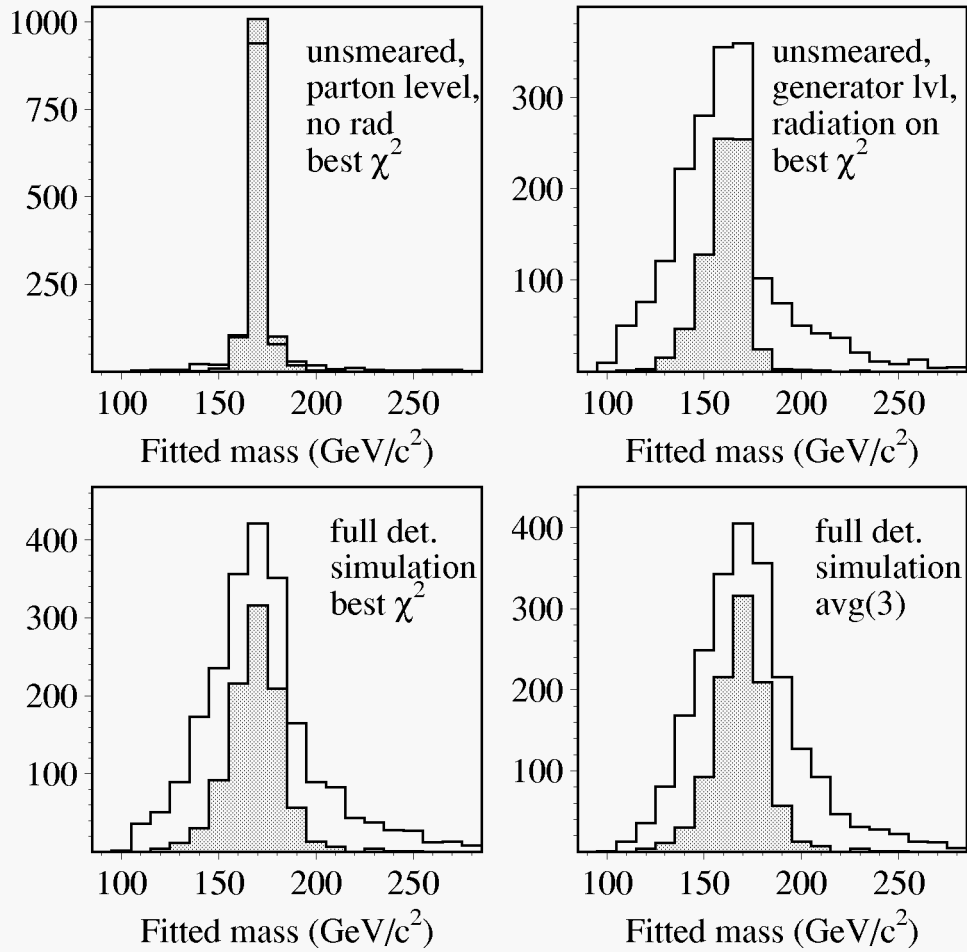 1000
750
500
250
unsmeared,
parton level,
no rad
best χ²
100 150 200 250
Fitted mass (GeV/c²)
300
200
100
unsmeared,
generator lvl,
radiation on
best χ²
100 150 200 250
Fitted mass (GeV/c²)
400
300
200
100
full det.
simulation
best χ²
100 150 200 250
Fitted mass (GeV/c²)
400
300
200
100
full det.
simulation
avg(3)
100 150 200 250
Fitted mass (GeV/c²)